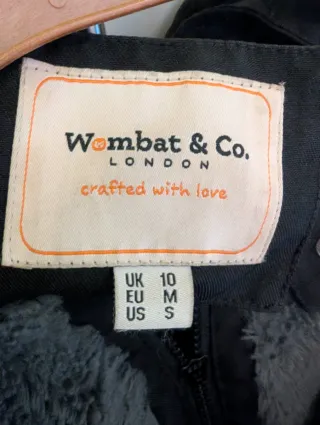 Wombat & Co.
LONDON
crafted with love
UK 10
EU M
US S